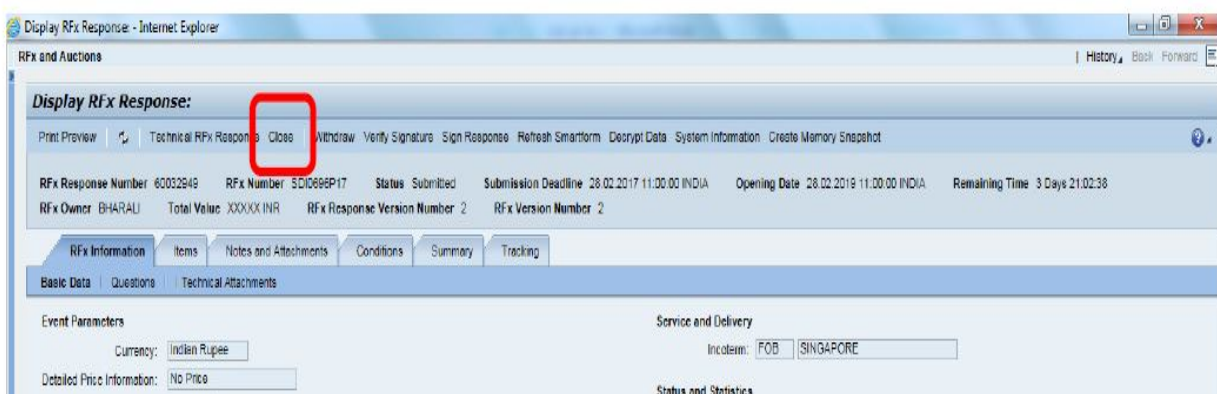 Display RFx Response: - Internet Explorer
RFx and Auctions
History Back Forward
Display RFx Response:
Print Preview Technical RFx Response Close Withdraw Verify Signature Sign Response Refresh Smartform Decrypt Data System Information Create Memory Snapshot
RFx Response Number 60032949 RFx Number SDI0696P17 Status Submitted Submission Deadline 28.02.2017 11:00:00 INDIA Opening Date 28.02.2019 11:00:00 INDIA Remaining Time 3 Days 21:02:38
RFx Owner BHARALI Total Value XXXXX INR RFx Response Version Number 2 RFx Version Number 2
RFx Information Items Notes and Attachments Conditions Summary Tracking
Basic Data Questions Technical Attachments
Event Parameters Service and Delivery
Currency: Indian Rupee Incoterm: FOB SINGAPORE
Detailed Price Information: No Price
Status and Statistics